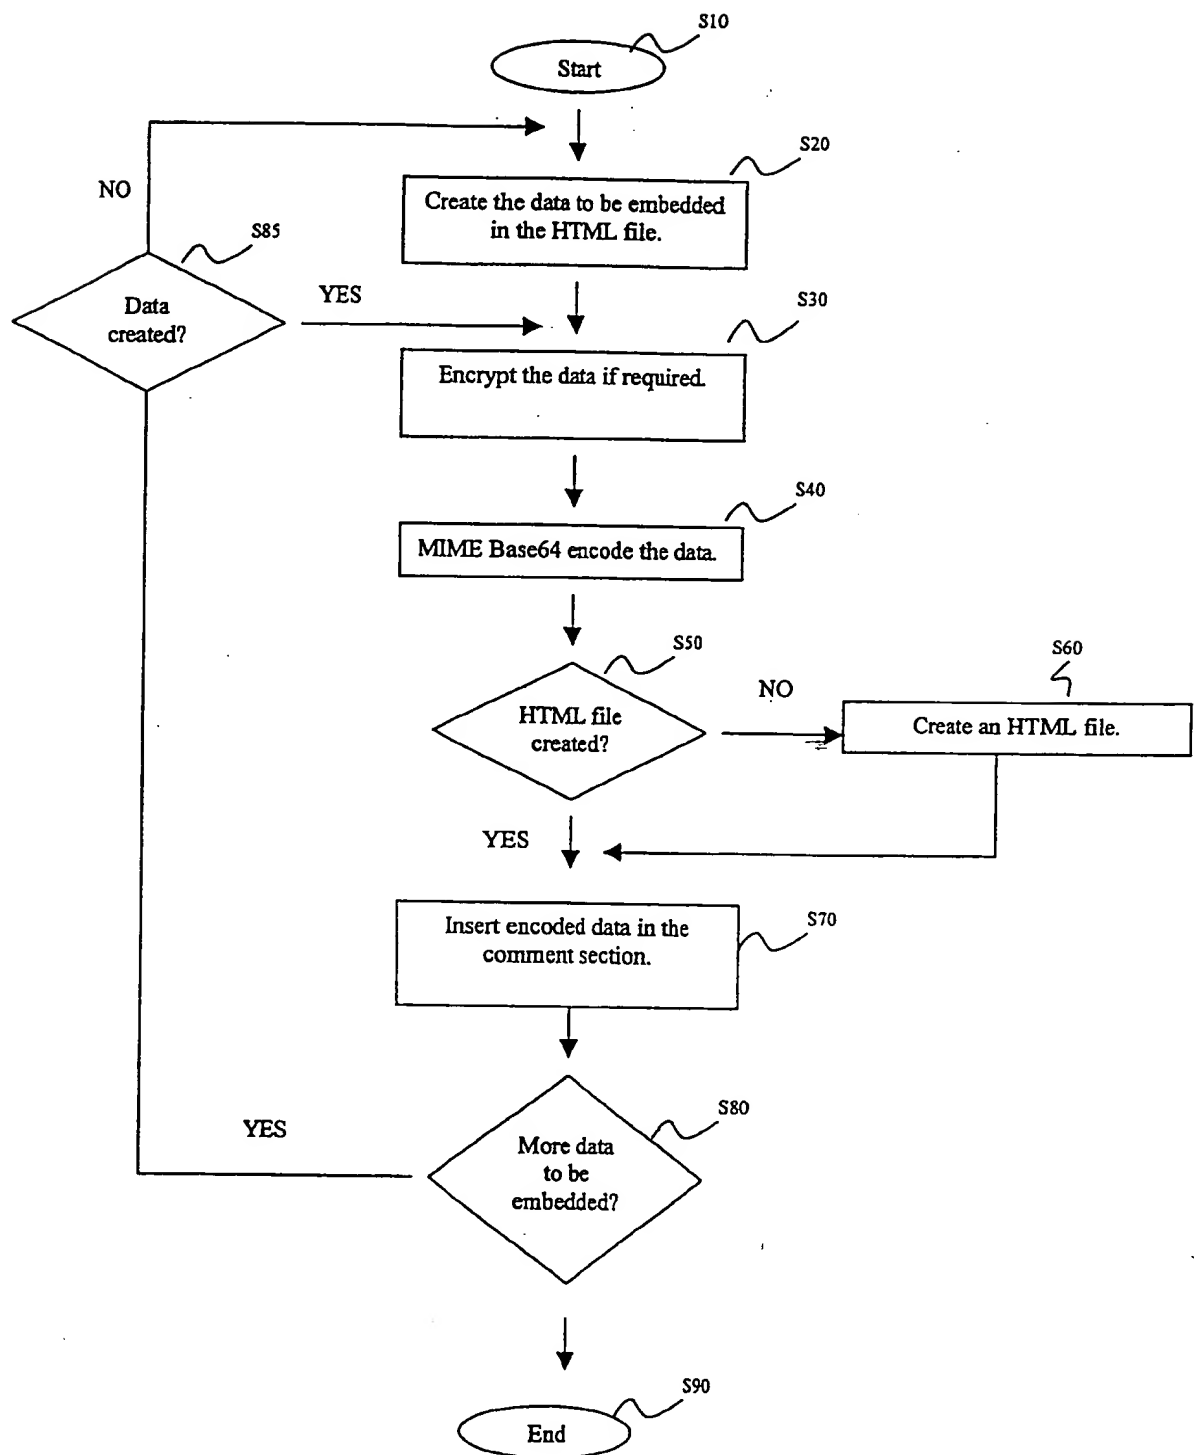 S10
Start
S20
Create the data to be embedded
in the HTML file.
NO
S85
Data
created?
YES
S30
Encrypt the data if required.
S40
MIME Base64 encode the data.
S50
HTML file
created?
NO
S60
Create an HTML file.
YES
Insert encoded data in the
comment section.
S70
S80
More data
to be
embedded?
YES
S90
End